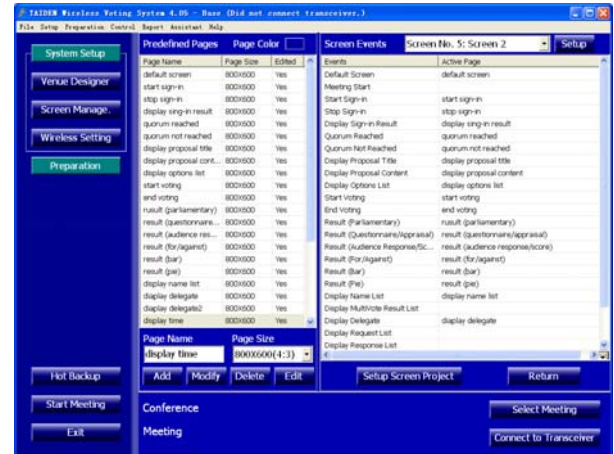 TAIDEN Wireless Voting System 4.05 - Base (Did not connect transceiver.)
File Setup Preparation Control Report Assistant Help
System Setup
Venue Designer
Screen Manage.
Wireless Setting
Preparation
Hot Backup
Start Meeting
Exit
Predefined Pages Page Color
Page Name Page Size Edited
default screen 800X600 Yes
start sign-in 800X600 Yes
stop sign-in 800X600 Yes
display sing-in result 800X600 Yes
quorum reached 800X600 Yes
quorum not reached 800X600 Yes
display proposal title 800X600 Yes
display proposal cont... 800X600 Yes
display options list 800X600 Yes
start voting 800X600 Yes
end voting 800X600 Yes
rusult (parliamentary) 800X600 Yes
result (questionnaire... 800X600 Yes
result (audience res... 800X600 Yes
result (for/against) 800X600 Yes
result (bar) 800X600 Yes
result (pie) 800X600 Yes
display name list 800X600 Yes
diaplay delegate 800X600 Yes
diaplay delegate2 800X600 Yes
display time 800X600 Yes
Page Name Page Size
display time 800X600(4:3)
Add Modify Delete Edit
Screen Events Screen No. 5: Screen 2 Setup
Events Active Page
Default Screen default screen
Meeting Start
Start Sign-in start sign-in
Stop Sign-in stop sign-in
Display Sign-in Result display sing-in result
Quorum Reached quorum reached
Quorum Not Reached quorum not reached
Display Proposal Title display proposal title
Display Proposal Content display proposal content
Display Options List display options list
Start Voting start voting
End Voting end voting
Result (Parliamentary) rusult (parliamentary)
Result (Questionnaire/Appraisal) result (questionnaire/appraisal)
Result (Audience Response/Sc... result (audience response/score)
Result (For/Against) result (for/against)
Result (Bar) result (bar)
Result (Pie) result (pie)
Display Name List display name list
Display MultiVote Result List
Display Delegate diaplay delegate
Display Request List
Display Response List
Setup Screen Project Return
Conference
Meeting
Select Meeting
Connect to Transceiver